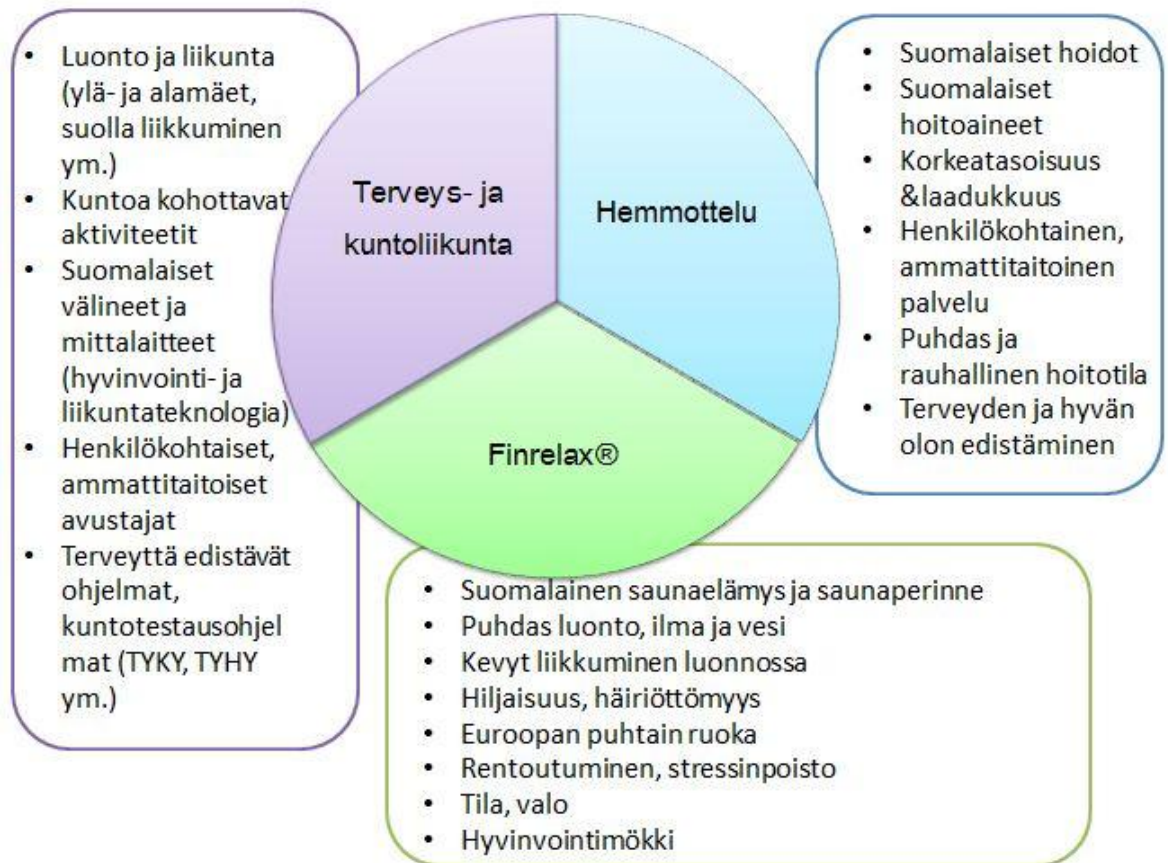 • Luonto ja liikunta
(ylä- ja alamäet,
suolla liikkuminen
ym.)
• Kuntoa kohottavat
aktiviteetit
• Suomalaiset
välineet ja
mittalaitteet
(hyvinvointi- ja
liikuntateknologia)
• Henkilökohtaiset,
ammattitaitoiset
avustajat
• Terveyttä edistävät
ohjelmat,
kuntotestausohjel
mat (TYKY, TYHY
ym.)
Terveys- ja
kuntoliikunta
Hemmottelu
Finrelax®
• Suomalaiset hoidot
• Suomalaiset
hoitoaineet
• Korkeatasoisuus
&laadukkuus
• Henkilökohtainen,
ammattitaitoinen
palvelu
• Puhdas ja
rauhallinen hoitotila
• Terveyden ja hyvän
olon edistäminen
• Suomalainen saunaelämys ja saunaperinne
• Puhdas luonto, ilma ja vesi
• Kevyt liikkuminen luonnossa
• Hiljaisuus, häiriöttömyys
• Euroopan puhtain ruoka
• Rentoutuminen, stressinpoisto
• Tila, valo
• Hyvinvointimökki